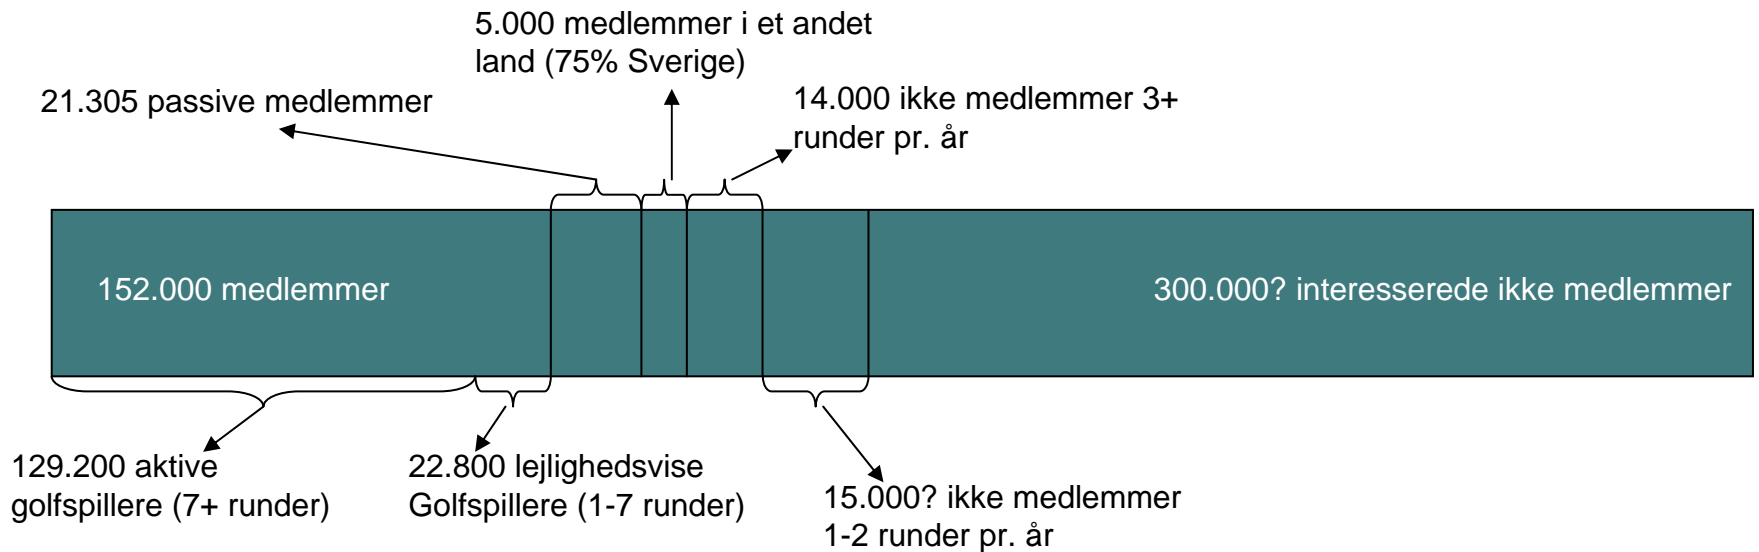 5.000 medlemmer i et andet
land (75% Sverige)
21.305 passive medlemmer
14.000 ikke medlemmer 3+
runder pr. år
152.000 medlemmer
300.000? interesserede ikke medlemmer
129.200 aktive
golfspillere (7+ runder)
22.800 lejlighedsvise
Golfspillere (1-7 runder)
15.000? ikke medlemmer
1-2 runder pr. år